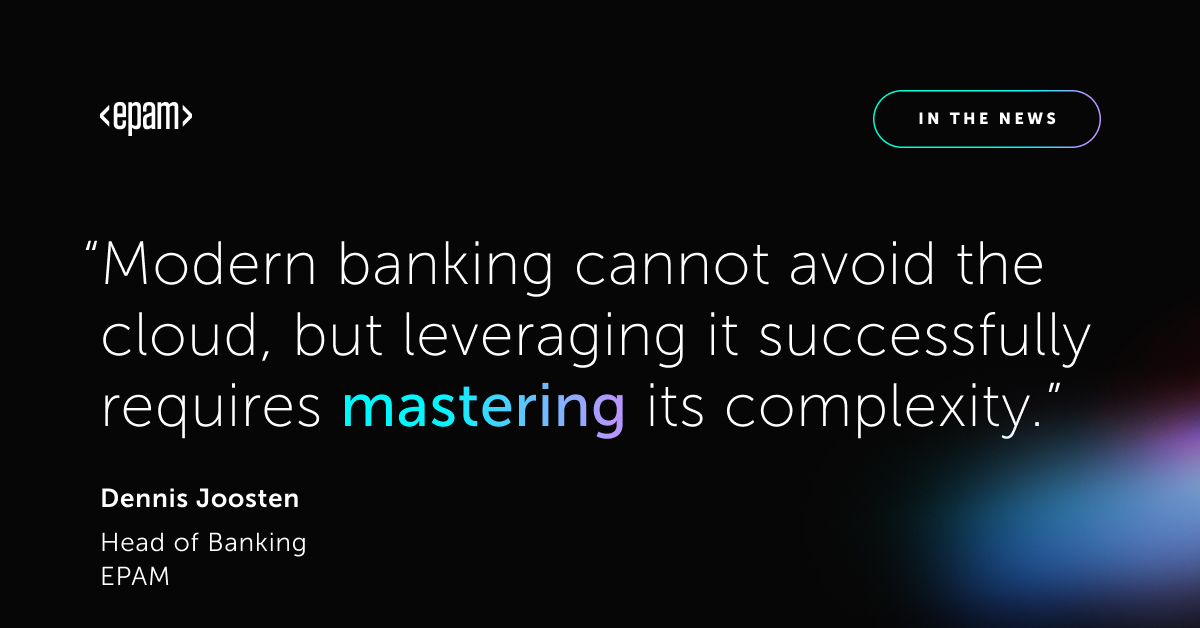 <epam>
IN THE NEWS
“Modern banking cannot avoid the
cloud, but leveraging it successfully
requires mastering its complexity.”
Dennis Joosten
Head of Banking
EPAM